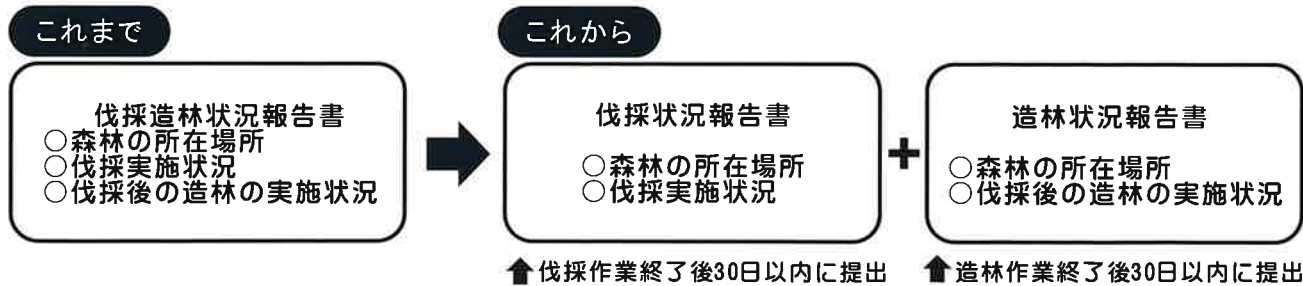 これまで
伐採造林状況報告書
○森林の所在場所
○伐採実施状況
○伐採後の造林の実施状況
これから
伐採状況報告書
○森林の所在場所
○伐採実施状況
造林状況報告書
○森林の所在場所
○伐採後の造林の実施状況
伐採作業終了後30日以内に提出
造林作業終了後30日以内に提出